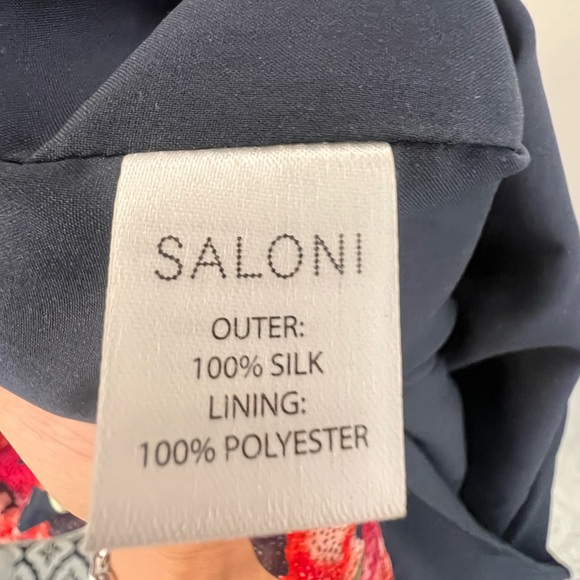 SALONI
OUTER:
100% SILK
LINING:
100% POLYESTER